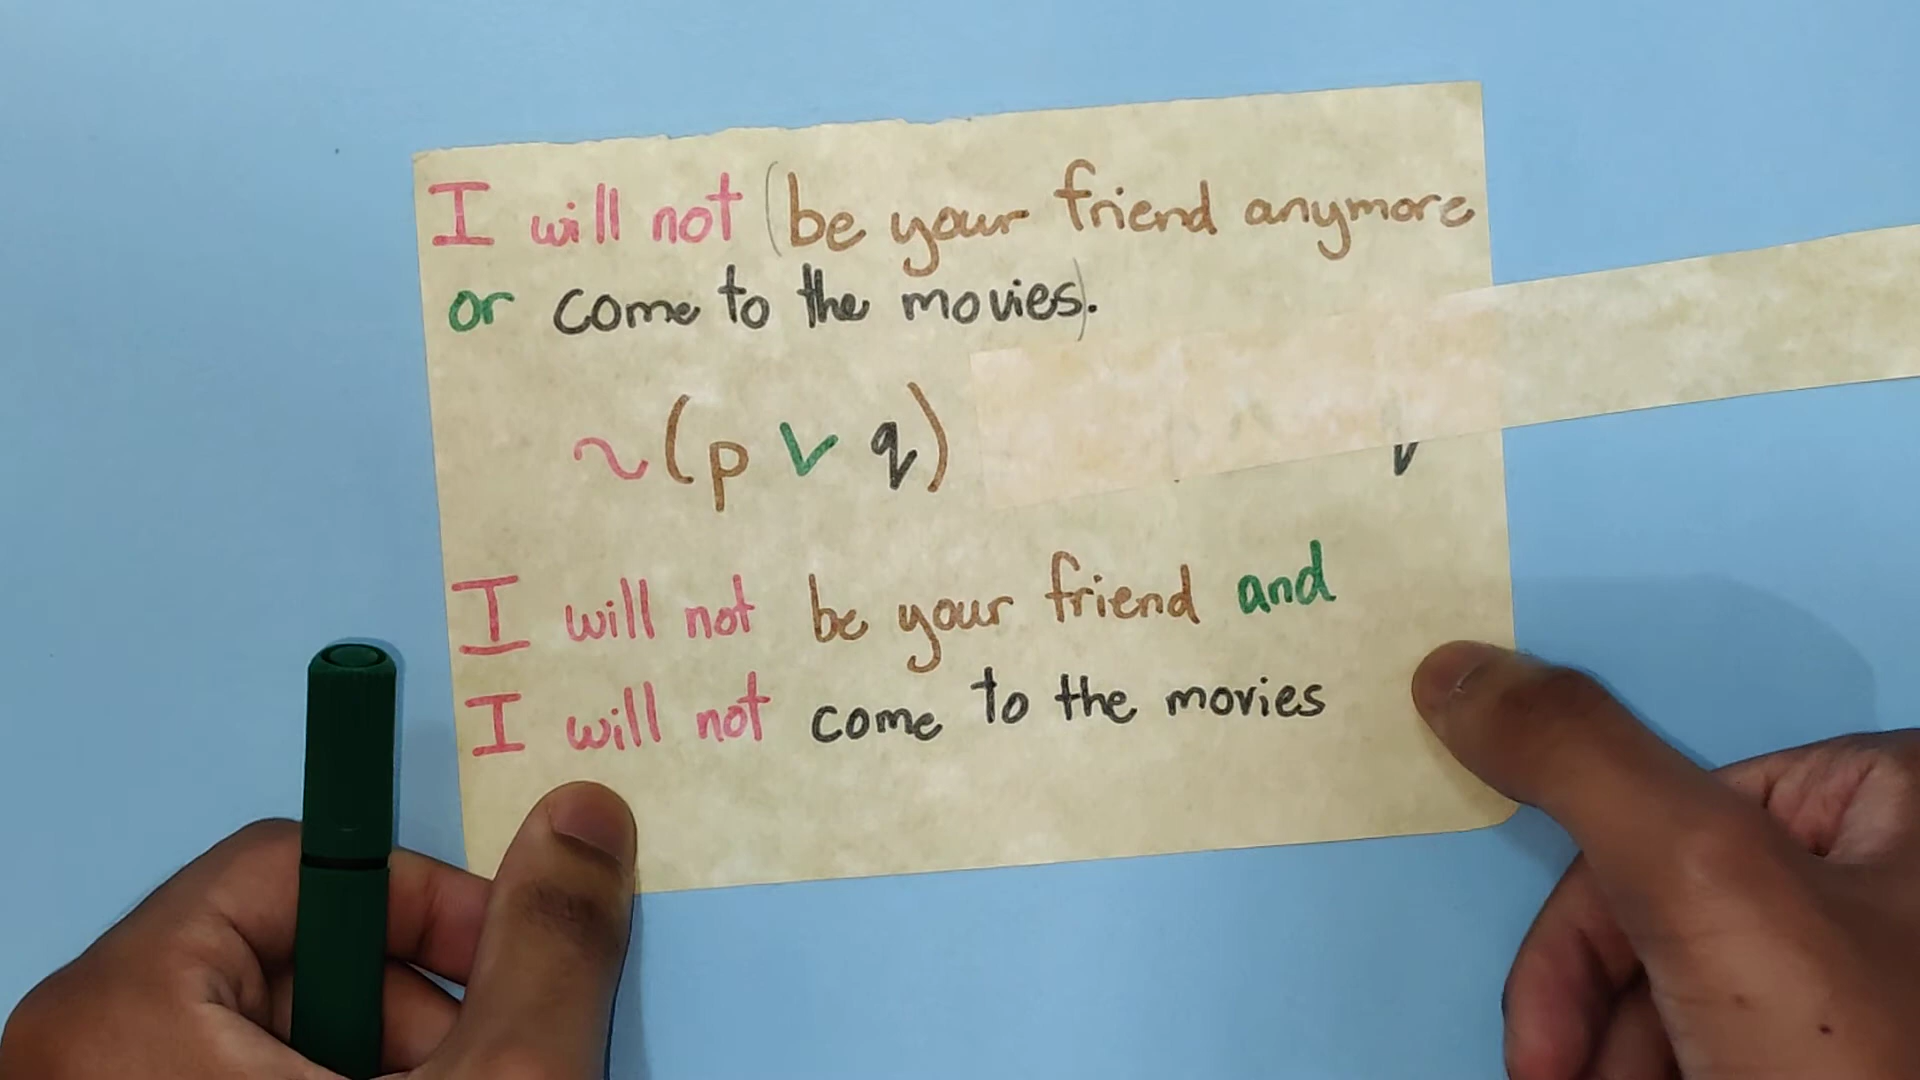 I will not (be your friend anymore
or come to the movies).
~(p ∨ q)
I will not be your friend and
I will not come to the movies